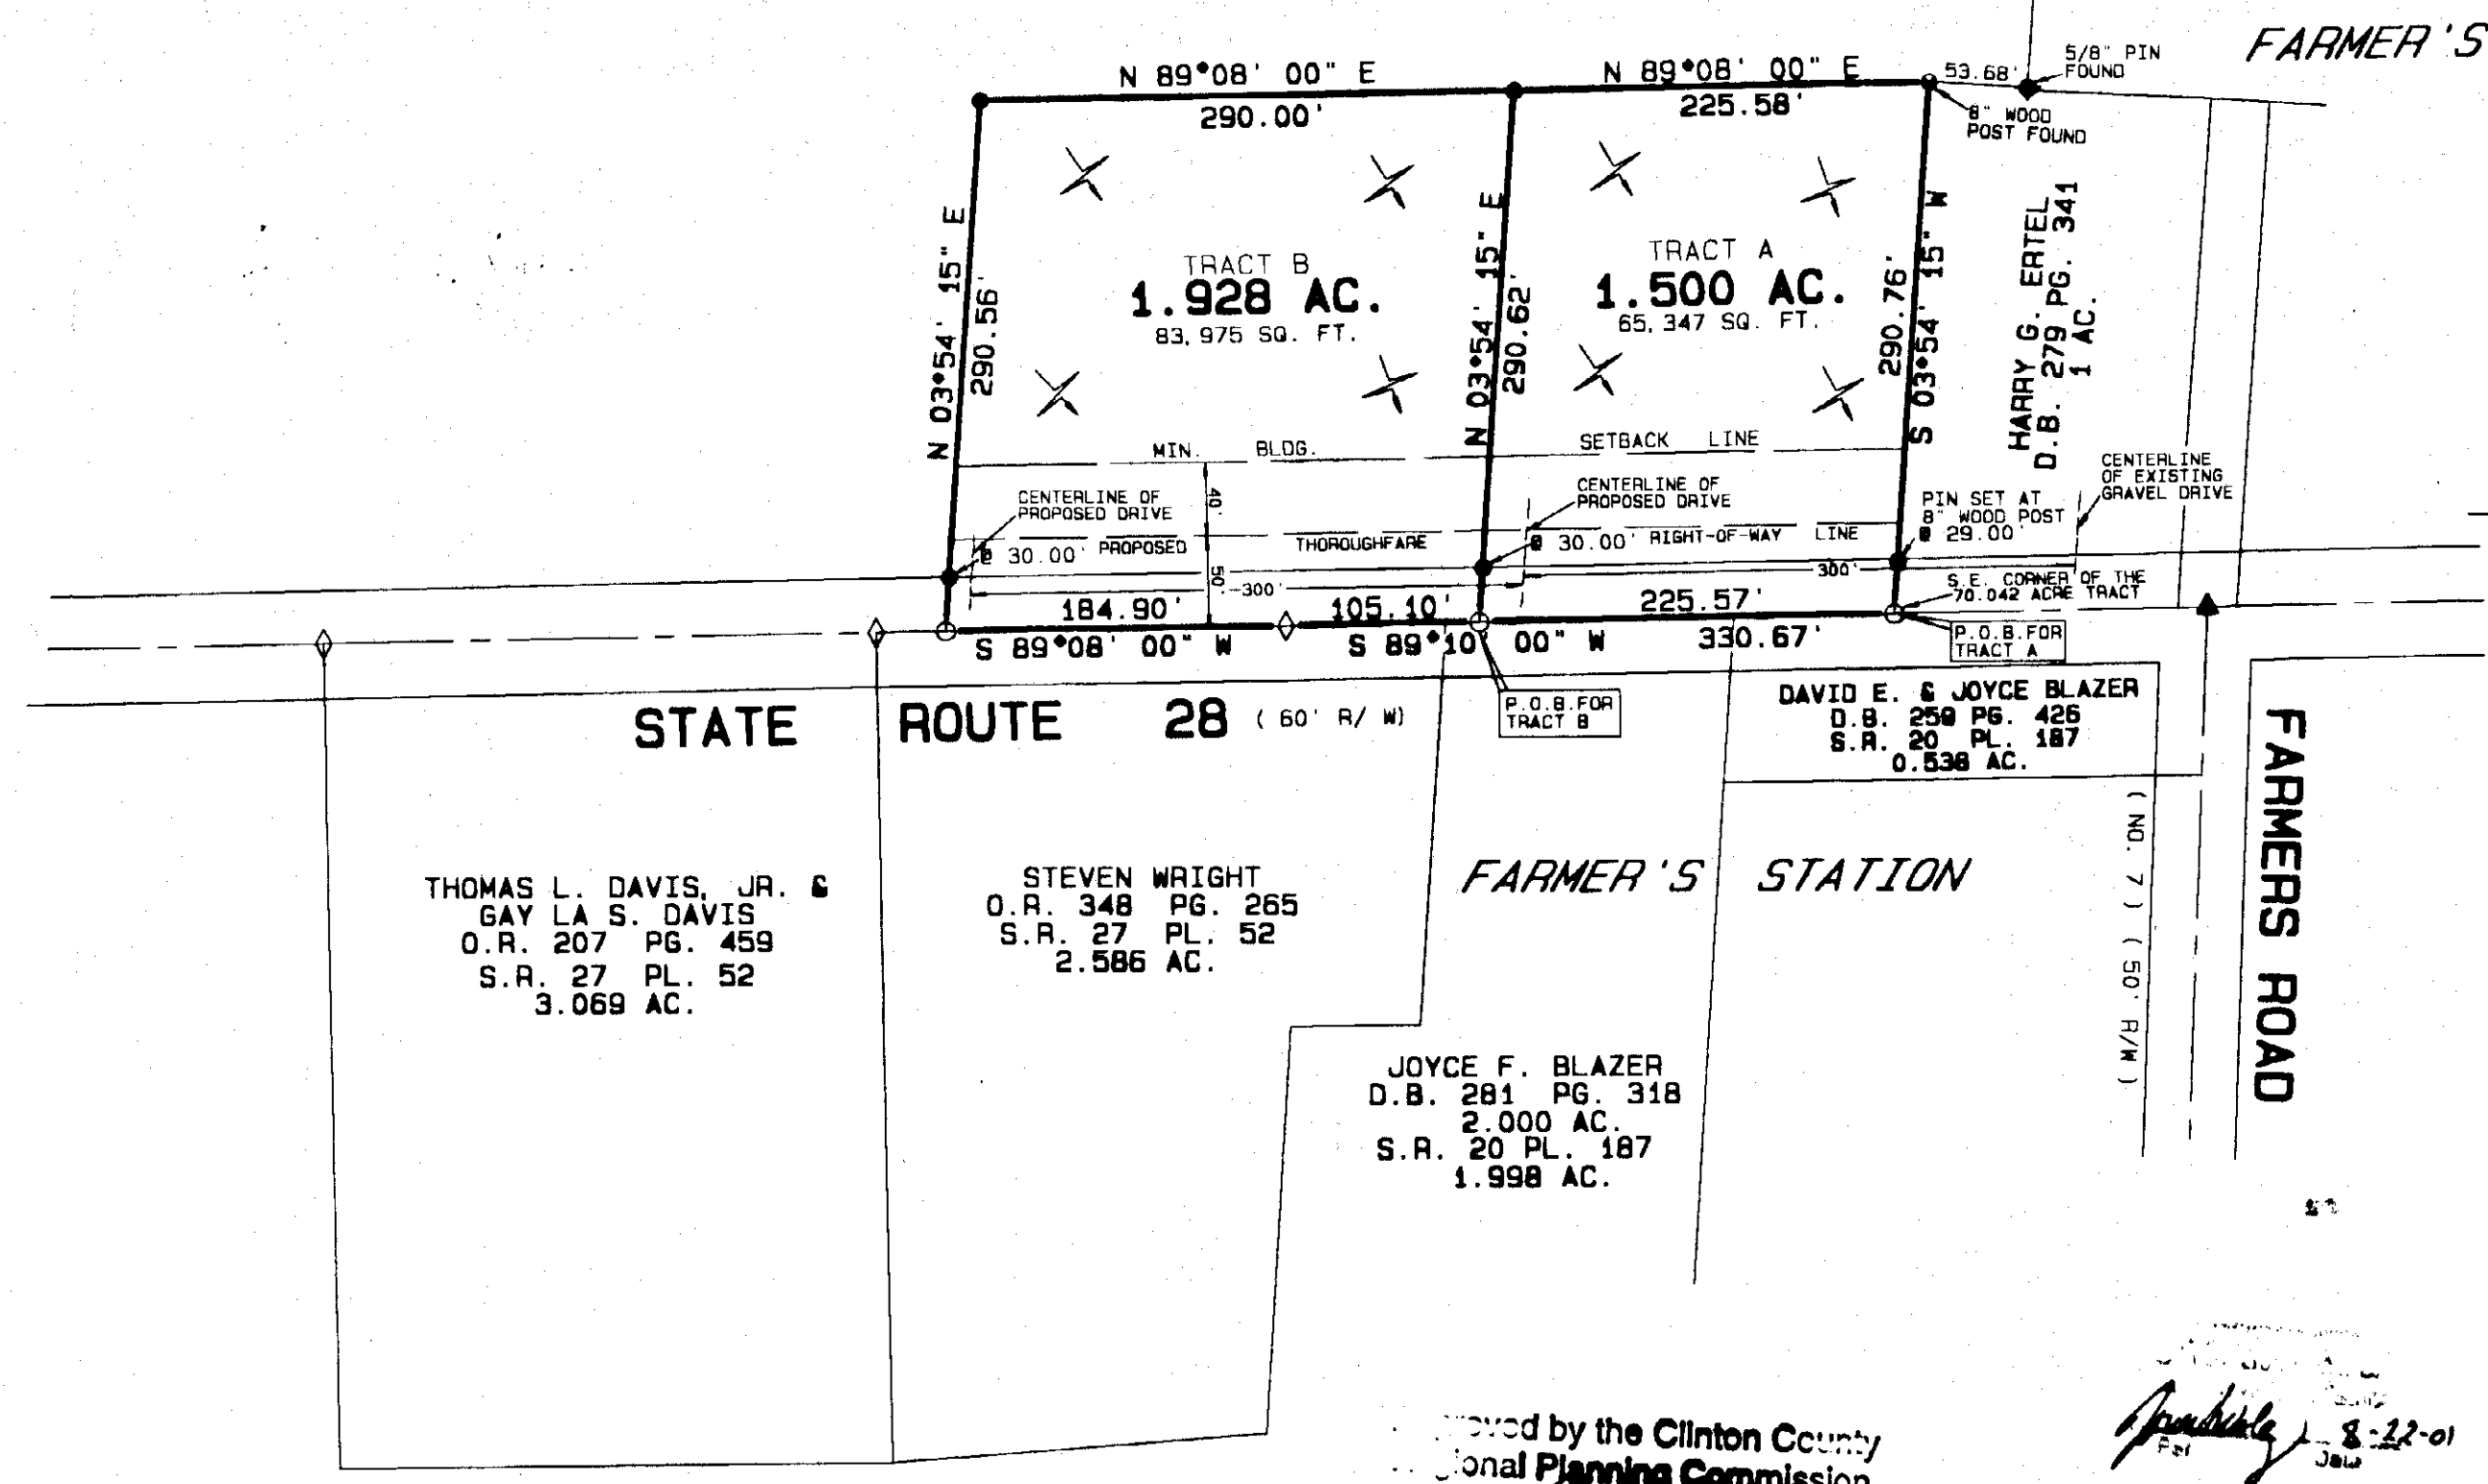 FARMER'S
5/8" PIN
FOUND
53.68'
N 89°08' 00" E
290.00'
N 89°08' 00" E
225.58'
8" WOOD
POST FOUND
N 03°54' 15" E
290.56'
TRACT B
1.928 AC.
83,975 SQ. FT.
N 03°54' 15" E
290.62'
TRACT A
1.500 AC.
65,347 SQ. FT.
290.76'
S 03°54' 15" W
HARRY G. ERTEL
D.B. 279 PG. 341
1 AC.
MIN. BLDG. SETBACK LINE
CENTERLINE OF
PROPOSED DRIVE
40'
CENTERLINE OF
PROPOSED DRIVE
PIN SET AT
8" WOOD POST
@ 29.00'
CENTERLINE
OF EXISTING
GRAVEL DRIVE
@ 30.00' PROPOSED THOROUGHFARE
@ 30.00' RIGHT-OF-WAY LINE
50'
300'
300'
S.E. CORNER OF THE
70.042 ACRE TRACT
184.90'
105.10'
225.57'
S 89°08' 00" W
S 89°10' 00" W
330.67'
P.O.B. FOR
TRACT A
P.O.B. FOR
TRACT B
STATE ROUTE 28 ( 60' R/ W)
DAVID E. & JOYCE BLAZER
D.B. 259 PG. 426
S.R. 20 PL. 187
0.538 AC.
FARMERS ROAD
( NO. 7 ) ( 50' R/W )
THOMAS L. DAVIS, JR. &
GAY LA S. DAVIS
O.R. 207 PG. 459
S.R. 27 PL. 52
3.069 AC.
STEVEN WRIGHT
O.R. 348 PG. 265
S.R. 27 PL. 52
2.586 AC.
FARMER'S STATION
JOYCE F. BLAZER
D.B. 281 PG. 318
2.000 AC.
S.R. 20 PL. 187
1.998 AC.
by the Clinton County
Planning Commission
8-22-01